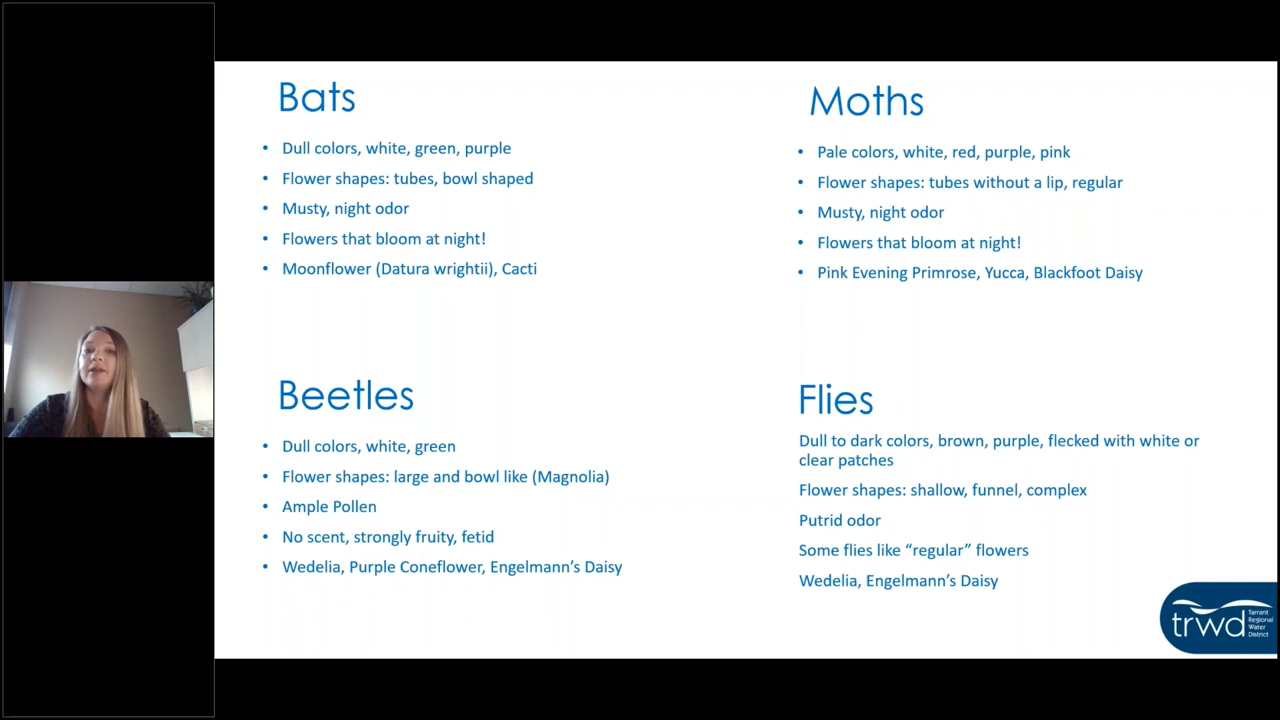 Bats
• Dull colors, white, green, purple
• Flower shapes: tubes, bowl shaped
• Musty, night odor
• Flowers that bloom at night!
• Moonflower (Datura wrightii), Cacti
Moths
• Pale colors, white, red, purple, pink
• Flower shapes: tubes without a lip, regular
• Musty, night odor
• Flowers that bloom at night!
• Pink Evening Primrose, Yucca, Blackfoot Daisy
Beetles
• Dull colors, white, green
• Flower shapes: large and bowl like (Magnolia)
• Ample Pollen
• No scent, strongly fruity, fetid
• Wedelia, Purple Coneflower, Engelmann's Daisy
Flies
Dull to dark colors, brown, purple, flecked with white or
clear patches
Flower shapes: shallow, funnel, complex
Putrid odor
Some flies like “regular” flowers
Wedelia, Engelmann's Daisy
trwd
Tarrant
Regional
Water
District